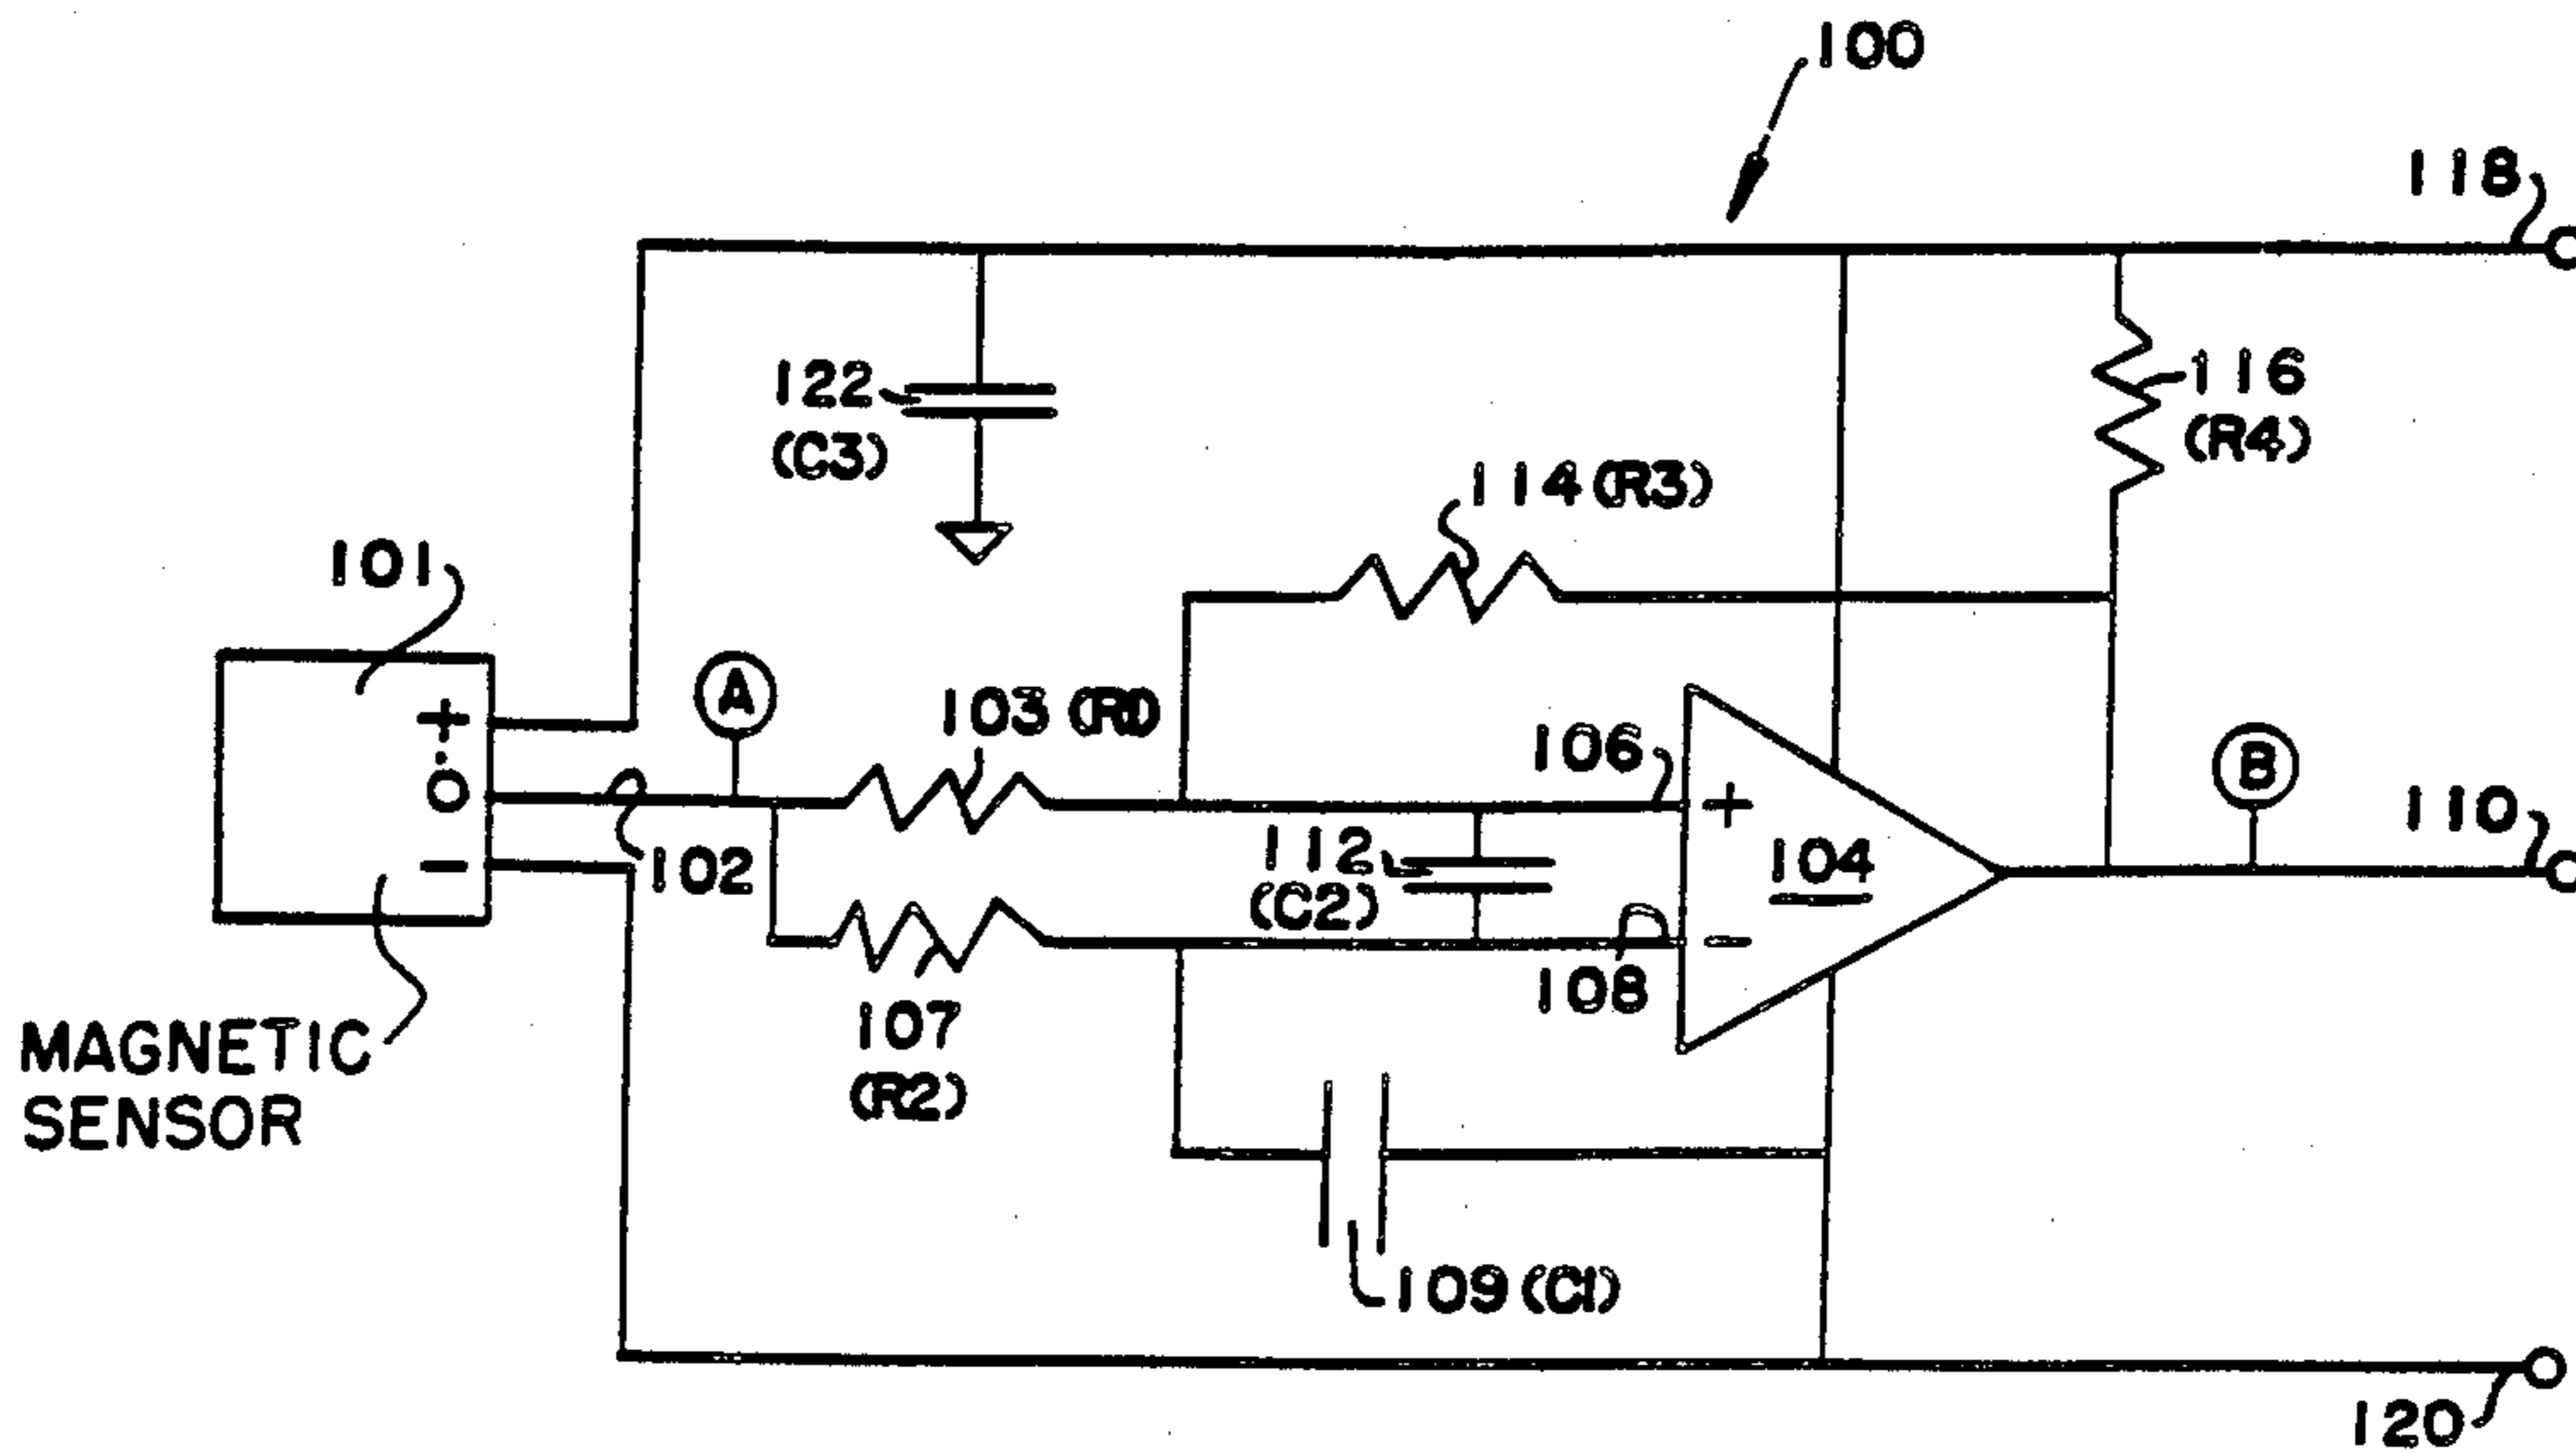 100
118
122
(C3)
116
(R4)
114 (R3)
101
A
103 (R1)
106
B
+
O
-
102
112
(C2)
+
104
-
110
108
107
(R2)
MAGNETIC
SENSOR
109 (C1)
120